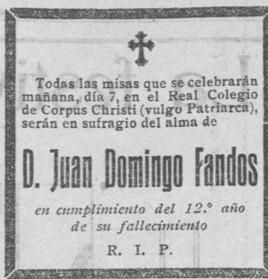 Todas las misas que se celebrarán
mañana, día 7, en el Real Colegio
de Corpus Christi (vulgo Patriarca),
serán en sufragio del alma de
D. Juan Domingo Fandos
en cumplimiento del 12.º año
de su fallecimiento
R. I. P.